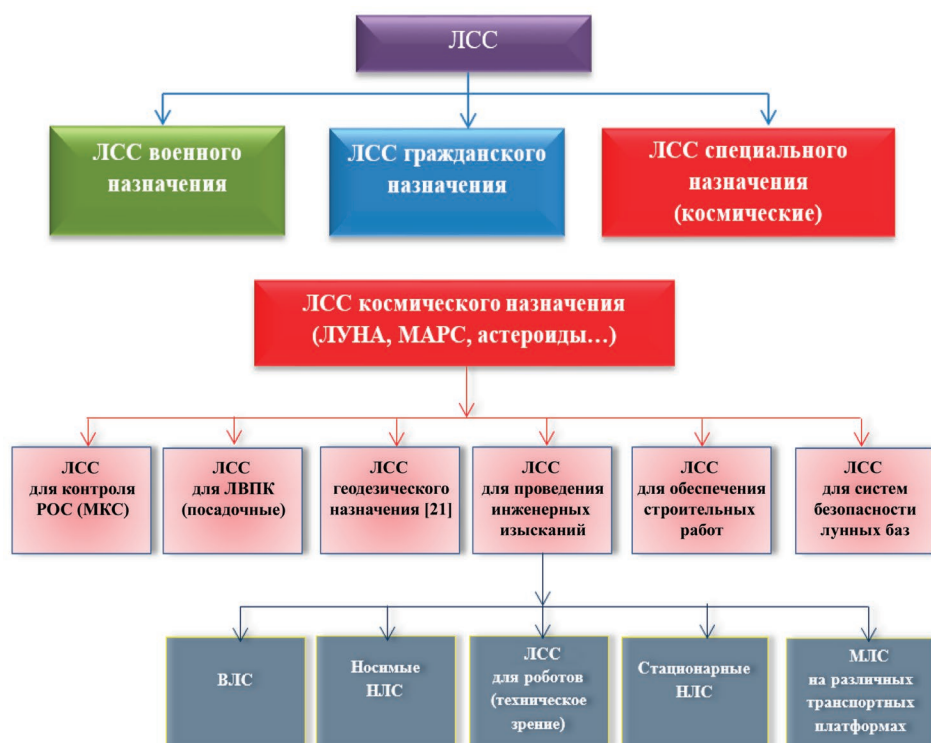 ЛСС
ЛСС военного
назначения
ЛСС гражданского
назначения
ЛСС специального
назначения
(космические)
ЛСС космического назначения
(ЛУНА, МАРС, астероиды…)
ЛСС
для контроля
РОС (МКС)
ЛСС
для ЛВПК
(посадочные)
ЛСС
геодезического
назначения [21]
ЛСС
для проведения
инженерных
изысканий
ЛСС
для обеспечения
строительных
работ
ЛСС
для систем
безопасности
лунных баз
ВЛС
Носимые
НЛС
ЛСС
для роботов
(техническое
зрение)
Стационарные
НЛС
МЛС
на различных
транспортных
платформах